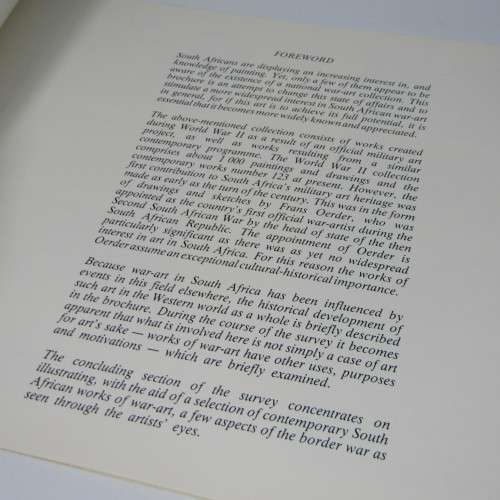 FOREWORD
South Africans are displaying an increasing interest in, and
knowledge of painting. Yet, only a few of them appear to be
aware of the existence of a national war-art collection. This
brochure is an attempt to change this state of affairs and to
stimulate a more widespread interest in South African war-art
in general, for if this art is to achieve its full potential, it is
essential that it becomes more widely known and appreciated.
The above-mentioned collection consists of works created
during World War II as a result of an official military art
project, as well as works resulting from a similar
contemporary programme. The World War II collection
comprises about 1 000 paintings and drawings and the
contemporary works number 123 at present. However, the
first contribution to South Africa's military art heritage was
made as early as the turn of the century. This was in the form
of drawings and sketches by Frans Oerder, who was
appointed as the country's first official war-artist during the
Second South African War by the head of state of the then
South African Republic. The appointment of Oerder is
particularly significant as there was as yet no widespread
interest in art in South Africa. For this reason the works of
Oerder assume an exceptional cultural-historical importance.
Because war-art in South Africa has been influenced by
events in this field elsewhere, the historical development of
such art in the Western world as a whole is briefly described
in the brochure. During the course of the survey it becomes
apparent that what is involved here is not simply a case of art
for art's sake — works of war-art have other uses, purposes
and motivations — which are briefly examined.
The concluding section of the survey concentrates on
illustrating, with the aid of a selection of contemporary South
African works of war-art, a few aspects of the border war as
seen through the artists' eyes.